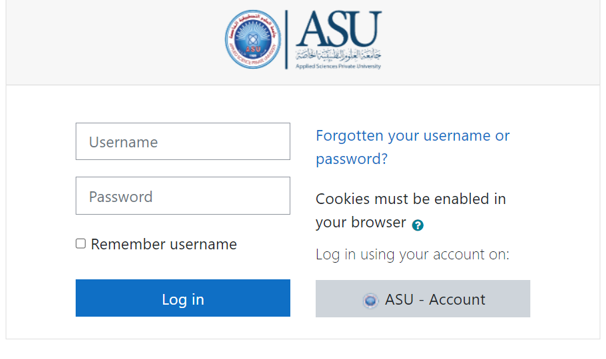 ASU
جامعة العلوم التطبيقية الخاصة
Applied Sciences Private University
ASU
Username
Password
Remember username
Log in
Forgotten your username or
password?
Cookies must be enabled in
your browser
Log in using your account on:
ASU - Account